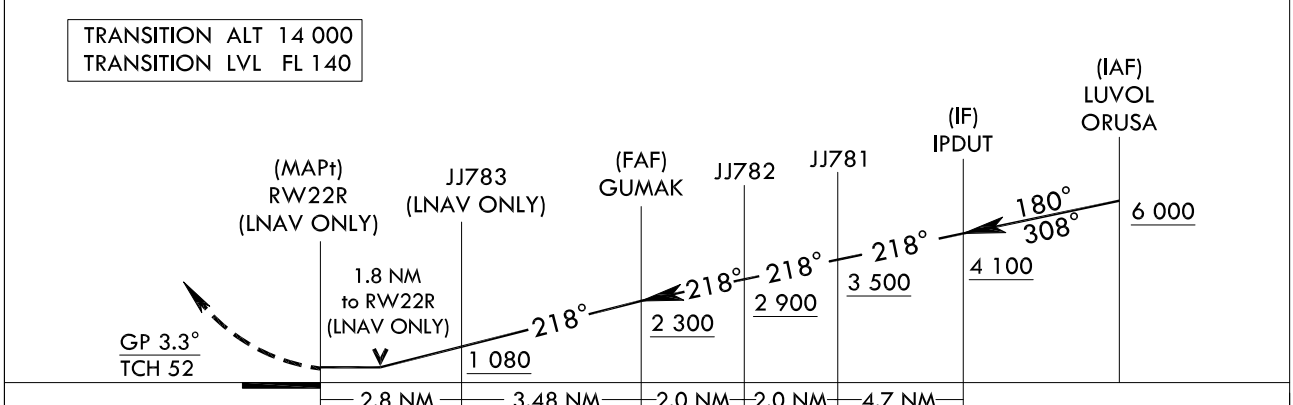 TRANSITION ALT 14 000
TRANSITION LVL FL 140
(IAF)
LUVOL
ORUSA
(IF)
IPDUT
JJ781
JJ782
(FAF)
GUMAK
JJ783
(LNAV ONLY)
(MAPt)
RW22R
(LNAV ONLY)
180°
308°
6 000
218°
4 100
218°
3 500
218°
2 900
218°
2 300
1 080
1.8 NM
to RW22R
(LNAV ONLY)
GP 3.3°
TCH 52
2.8 NM 3.48 NM 2.0 NM 2.0 NM 4.7 NM